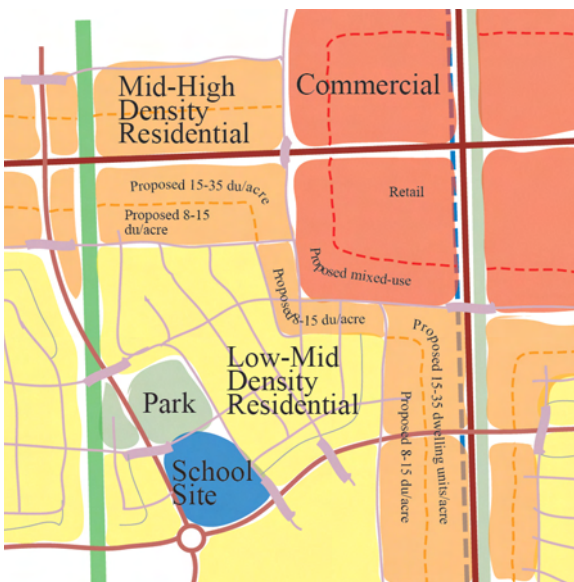 Mid-High
Density
Residential
Commercial
Proposed 15-35 du/acre
Proposed 8-15
du/acre
Retail
Proposed mixed-use
Proposed 8-15 du/acre
Low-Mid
Density
Residential
Proposed 15-35 dwelling units/acre
Proposed 8-15 du/acre
Park
School
Site